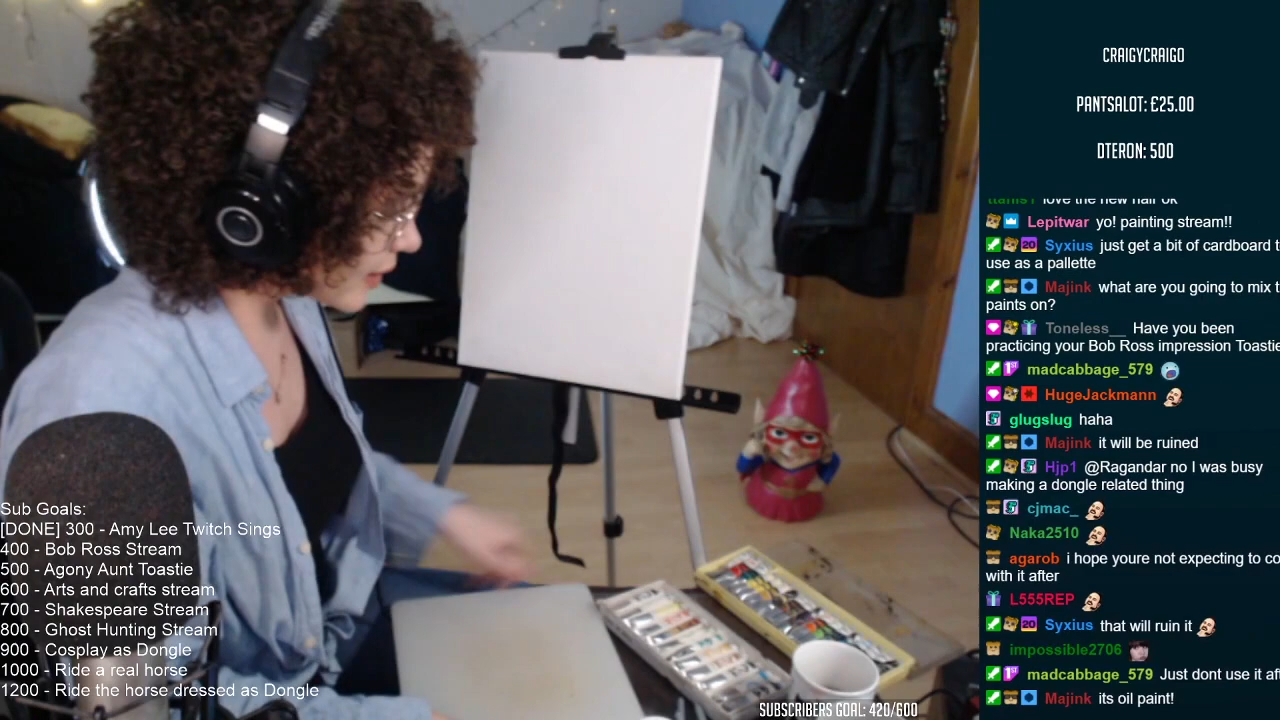 CRAIGYCRAIGO
PANTSALOT: £25.00
DTERON: 500
love the new hair ok
Lepitwar yo! painting stream!!
Syxius just get a bit of cardboard t
use as a pallette
Majink what are you going to mix t
paints on?
Toneless__ Have you been
practicing your Bob Ross impression Toastie
madcabbage_579
HugeJackmann
glugslug haha
Majink it will be ruined
Hjp1 @Ragandar no I was busy
making a dongle related thing
cjmac_
Naka2510
agarob i hope youre not expecting to co
with it after
L555REP
Syxius that will ruin it
impossible2706
madcabbage_579 Just dont use it aft
Majink its oil paint!
Sub Goals:
[DONE] 300 - Amy Lee Twitch Sings
400 - Bob Ross Stream
500 - Agony Aunt Toastie
600 - Arts and crafts stream
700 - Shakespeare Stream
800 - Ghost Hunting Stream
900 - Cosplay as Dongle
1000 - Ride a real horse
1200 - Ride the horse dressed as Dongle
SUBSCRIBERS GOAL: 420/600